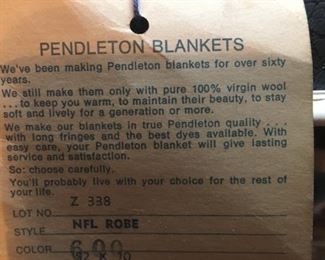 PENDLETON BLANKETS
We've been making Pendleton blankets for over sixty
years.
We still make them only with pure 100% virgin wool
...to keep you warm, to maintain their beauty, to stay
soft and lively for a generation or more.
We make our blankets in true Pendleton quality ....
with long fringes and the best dyes available. With
easy care, your Pendleton blanket will give lasting
service and satisfaction.
So: choose carefully.
You'll probably live with your choice for the rest of
your life.
LOT NO Z 338
STYLE NFL ROBE
COLOR 600